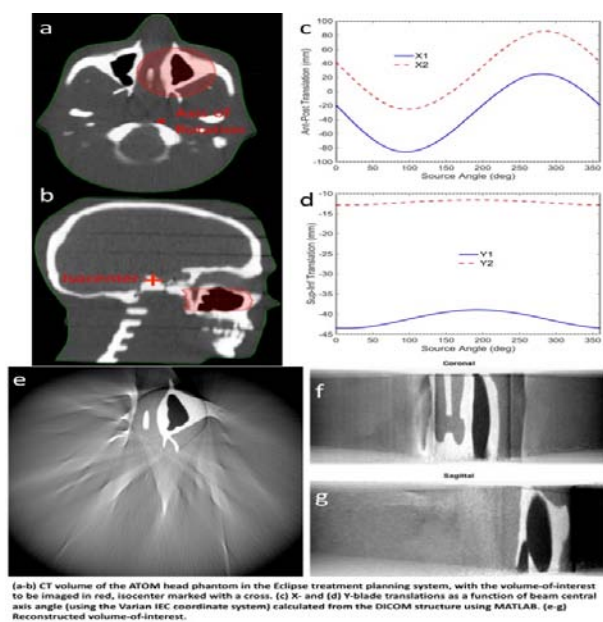 a
Axis of
Rotation
b
Isocenter
c
100
80
60
40
20
0
-20
-40
-60
-80
-100
Ant-Post Translation (mm)
X1
X2
0 50 100 150 200 250 300 350
Source Angle (deg)
d
-10
-15
-20
-25
-30
-35
-40
-45
Sup-Inf Translation (mm)
Y1
Y2
0 50 100 150 200 250 300 350
Source Angle (deg)
e
Coronal
f
Sagittal
g
(a-b) CT volume of the ATOM head phantom in the Eclipse treatment planning system, with the volume-of-interest
to be imaged in red, isocenter marked with a cross. (c) X- and (d) Y-blade translations as a function of beam central
axis angle (using the Varian IEC coordinate system) calculated from the DICOM structure using MATLAB. (e-g)
Reconstructed volume-of-interest.